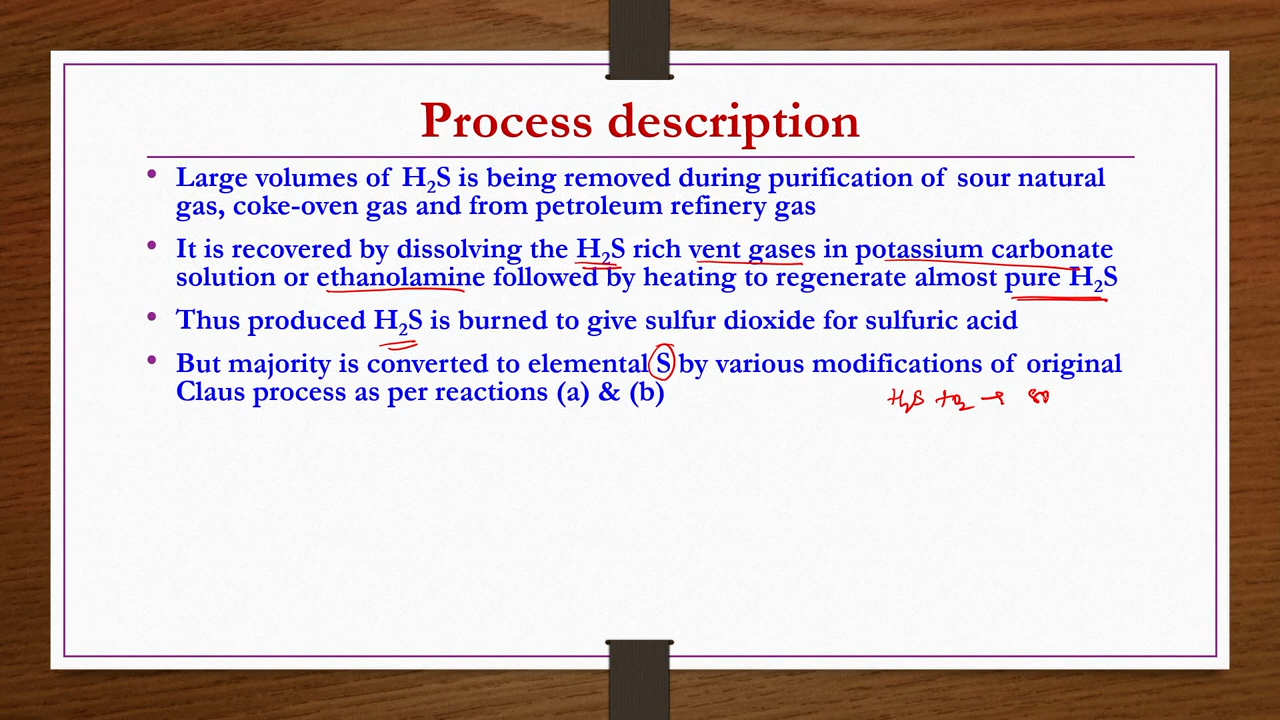 Process description
• Large volumes of H₂S is being removed during purification of sour natural
gas, coke-oven gas and from petroleum refinery gas
• It is recovered by dissolving the H₂S rich vent gases in potassium carbonate
solution or ethanolamine followed by heating to regenerate almost pure H₂S
• Thus produced H₂S is burned to give sulfur dioxide for sulfuric acid
• But majority is converted to elemental S by various modifications of original
Claus process as per reactions (a) & (b)
H₂S + O₂ →